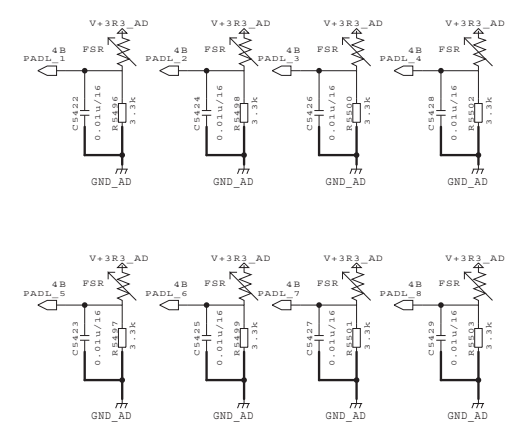 V+3R3_AD V+3R3_AD V+3R3_AD V+3R3_AD
4B FSR 4B FSR 4B FSR 4B FSR
PADL_1 PADL_2 PADL_3 PADL_4
C5422 0.01u/16 R5496 3.3k C5424 0.01u/16 R5498 3.3k C5426 0.01u/16 R5500 3.3k C5428 0.01u/16 R5502 3.3k
GND_AD GND_AD GND_AD GND_AD
V+3R3_AD V+3R3_AD V+3R3_AD V+3R3_AD
4B FSR 4B FSR 4B FSR 4B FSR
PADL_5 PADL_6 PADL_7 PADL_8
C5423 0.01u/16 R5497 3.3k C5425 0.01u/16 R5499 3.3k C5427 0.01u/16 R5501 3.3k C5429 0.01u/16 R5503 3.3k
GND_AD GND_AD GND_AD GND_AD